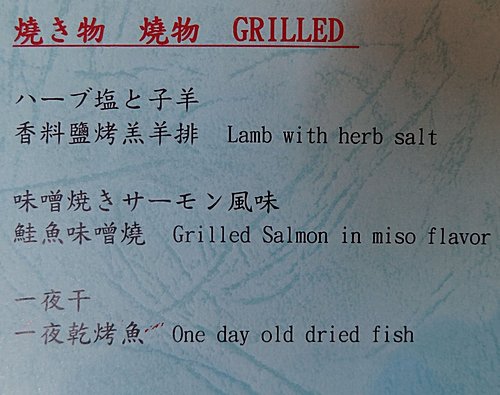 燒き物 燒物 GRILLED
ハーブ塩と子羊
香料鹽烤羔羊排 Lamb with herb salt
味噌焼きサーモン風味
鮭魚味噌燒 Grilled Salmon in miso flavor
一夜干
一夜乾烤魚 One day old dried fish